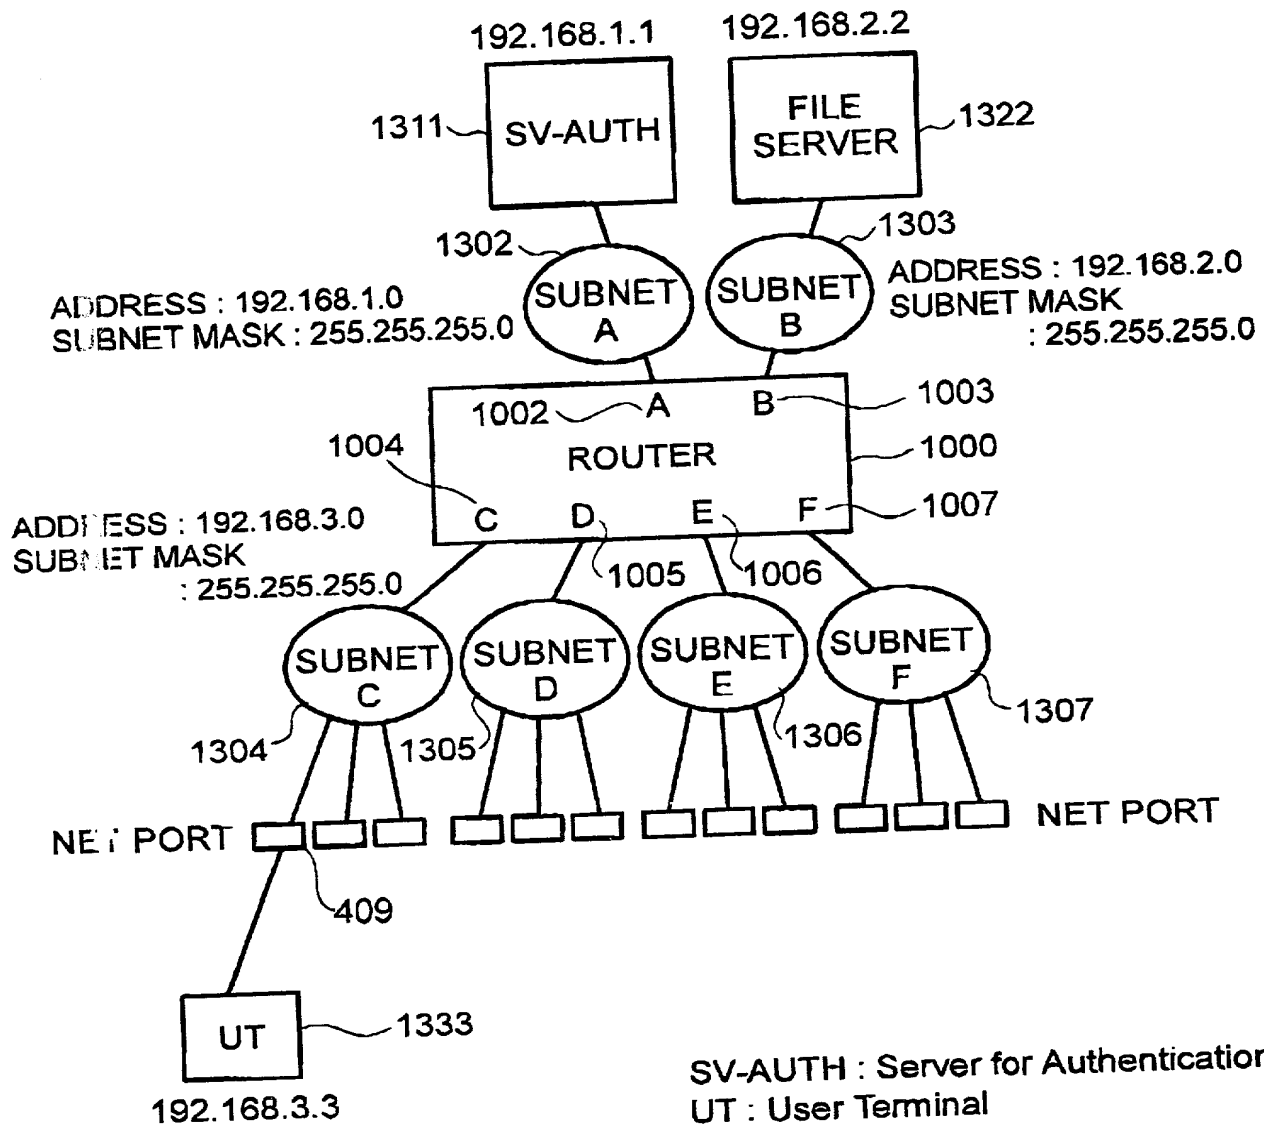 192.168.1.1
192.168.2.2
1311
SV-AUTH
FILE
SERVER
1322
1302
1303
ADDRESS : 192.168.1.0
SUBNET MASK : 255.255.255.0
SUBNET
A
SUBNET
B
ADDRESS : 192.168.2.0
SUBNET MASK
: 255.255.255.0
1002
A
B
1003
1004
ROUTER
1000
C
D
E
F
1007
ADDRESS : 192.168.3.0
SUBNET MASK
: 255.255.255.0
1005
1006
SUBNET
C
SUBNET
D
SUBNET
E
SUBNET
F
1304
1305
1306
1307
NET PORT
NET PORT
409
UT
1333
192.168.3.3
SV-AUTH : Server for Authentication
UT : User Terminal